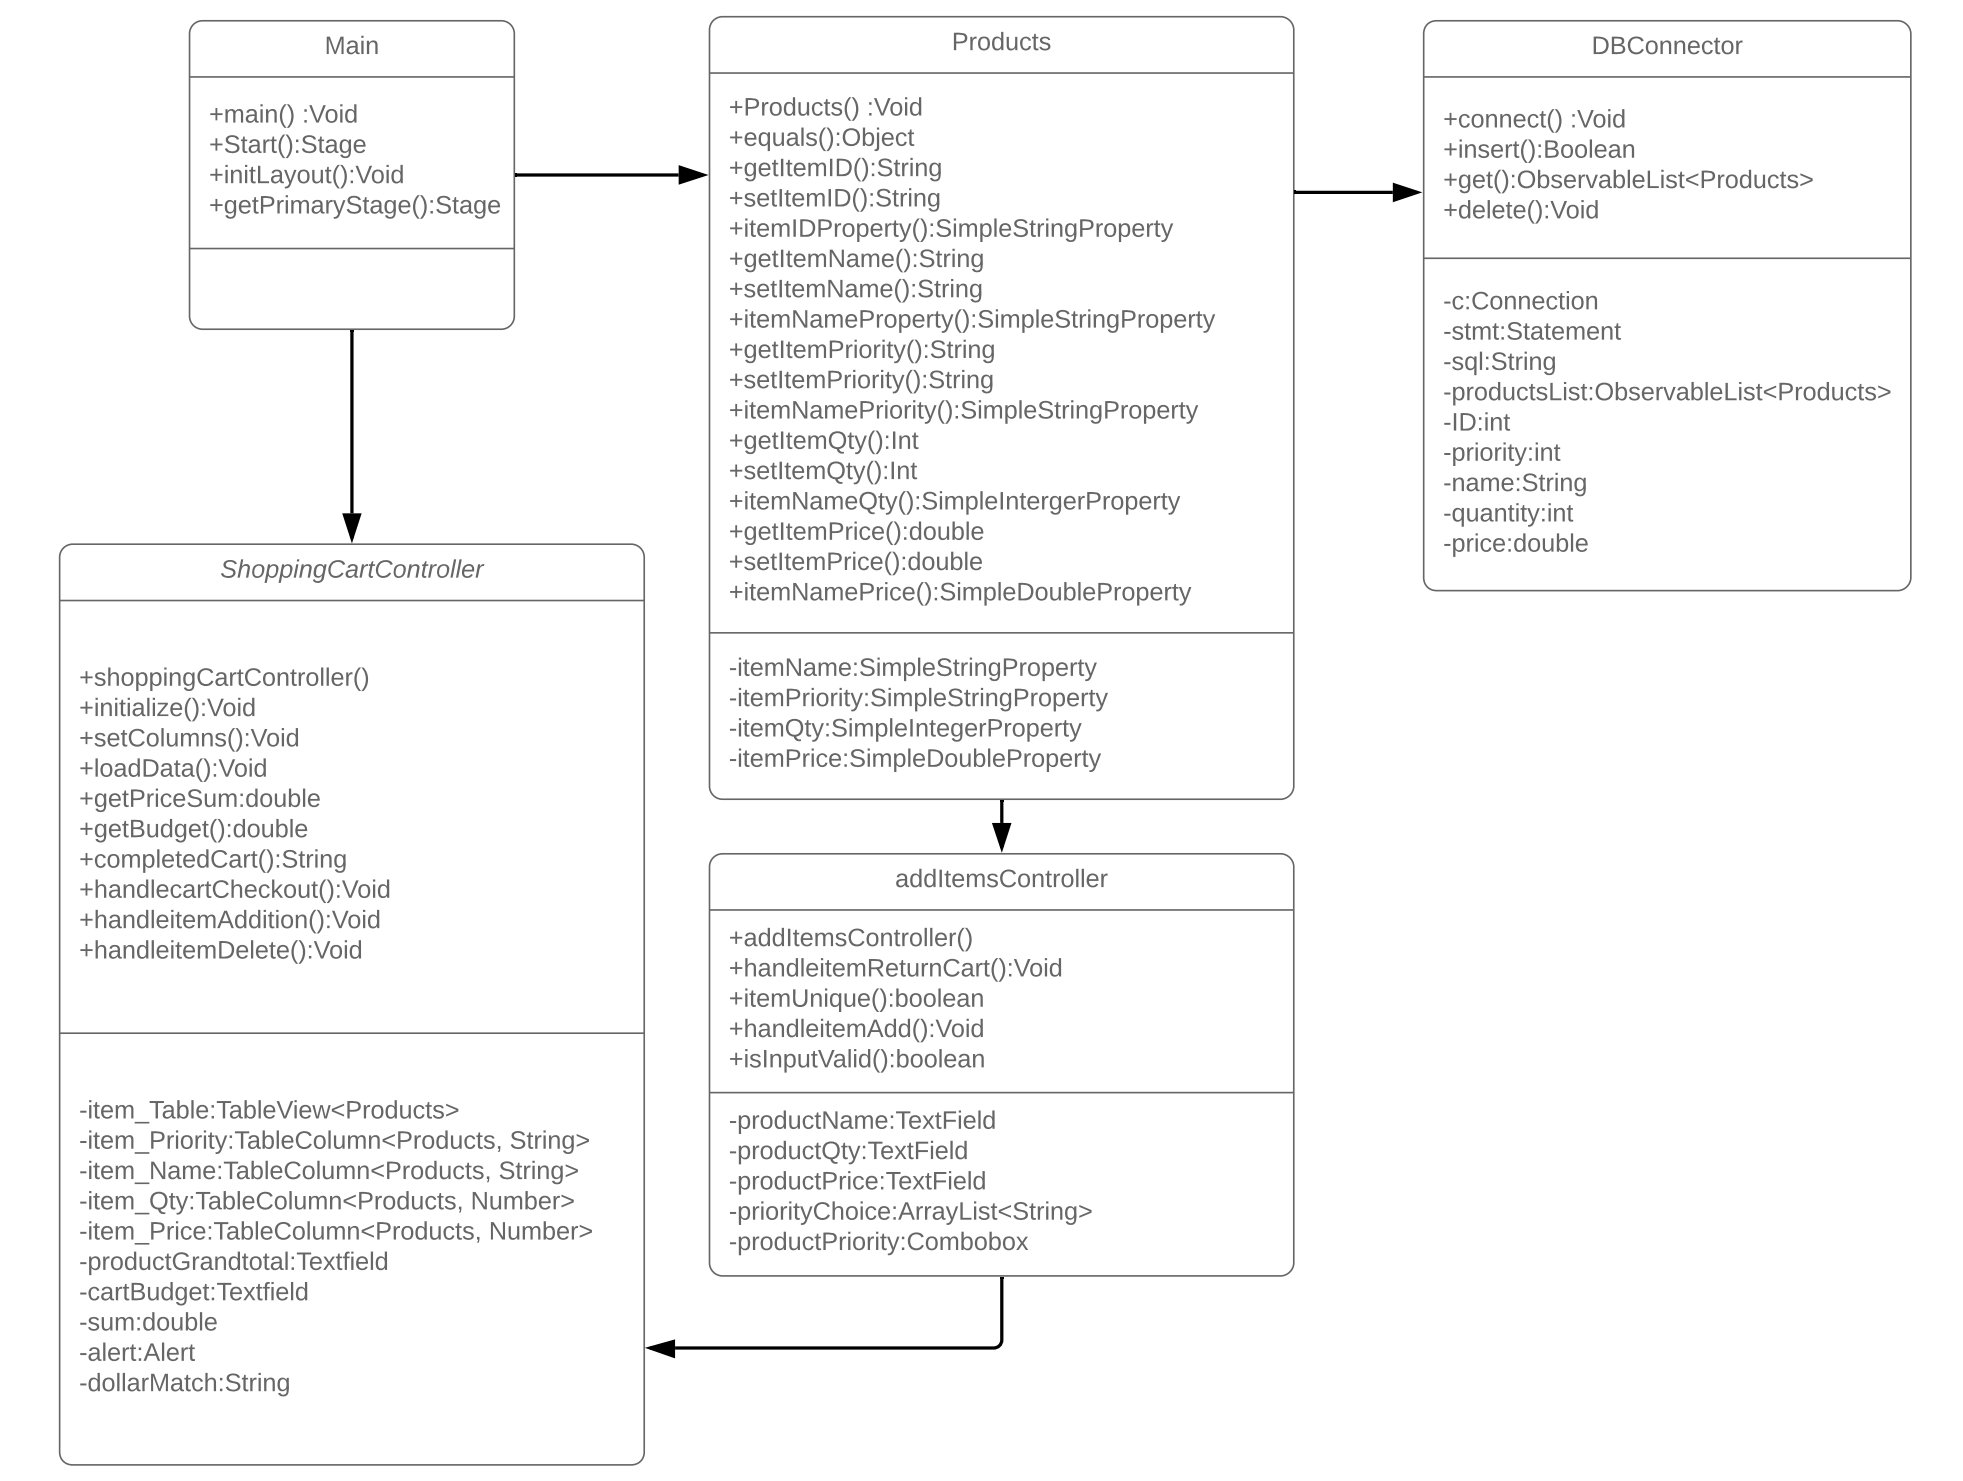 Main
+main() :Void
+Start():Stage
+initLayout():Void
+getPrimaryStage():Stage
Products
+Products() :Void
+equals():Object
+getItemID():String
+setItemID():String
+itemIDProperty():SimpleStringProperty
+getItemName():String
+setItemName():String
+itemNameProperty():SimpleStringProperty
+getItemPriority():String
+setItemPriority():String
+itemNamePriority():SimpleStringProperty
+getItemQty():Int
+setItemQty():Int
+itemNameQty():SimpleIntergerProperty
+getItemPrice():double
+setItemPrice():double
+itemNamePrice():SimpleDoubleProperty
-itemName:SimpleStringProperty
-itemPriority:SimpleStringProperty
-itemQty:SimpleIntegerProperty
-itemPrice:SimpleDoubleProperty
DBConnector
+connect() :Void
+insert():Boolean
+get():ObservableList<Products>
+delete():Void
-c:Connection
-stmt:Statement
-sql:String
-productsList:ObservableList<Products>
-ID:int
-priority:int
-name:String
-quantity:int
-price:double
ShoppingCartController
+shoppingCartController()
+initialize():Void
+setColumns():Void
+loadData():Void
+getPriceSum:double
+getBudget():double
+completedCart():String
+handlecartCheckout():Void
+handleitemAddition():Void
+handleitemDelete():Void
-item_Table:TableView<Products>
-item_Priority:TableColumn<Products, String>
-item_Name:TableColumn<Products, String>
-item_Qty:TableColumn<Products, Number>
-item_Price:TableColumn<Products, Number>
-productGrandtotal:Textfield
-cartBudget:Textfield
-sum:double
-alert:Alert
-dollarMatch:String
addItemsController
+addItemsController()
+handleitemReturnCart():Void
+itemUnique():boolean
+handleitemAdd():Void
+isInputValid():boolean
-productName:TextField
-productQty:TextField
-productPrice:TextField
-priorityChoice:ArrayList<String>
-productPriority:Combobox